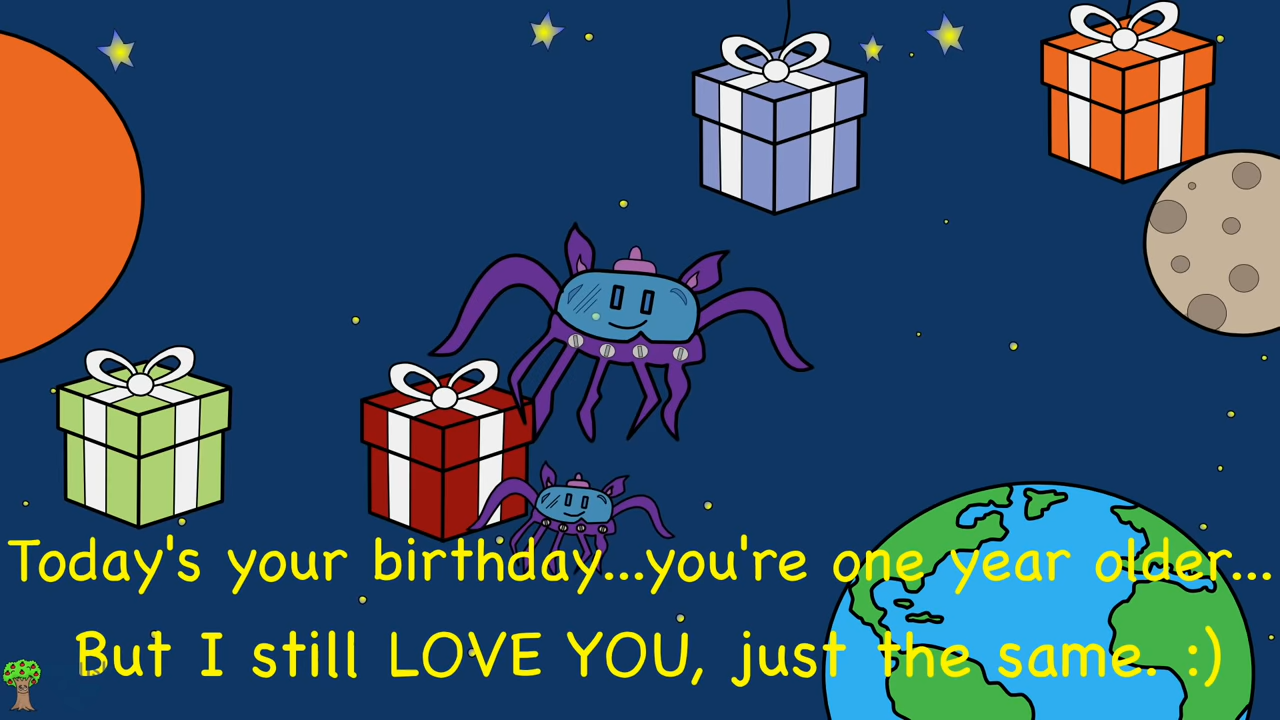 Today's your birthday...you're one year older...
But I still LOVE YOU, just the same. :)